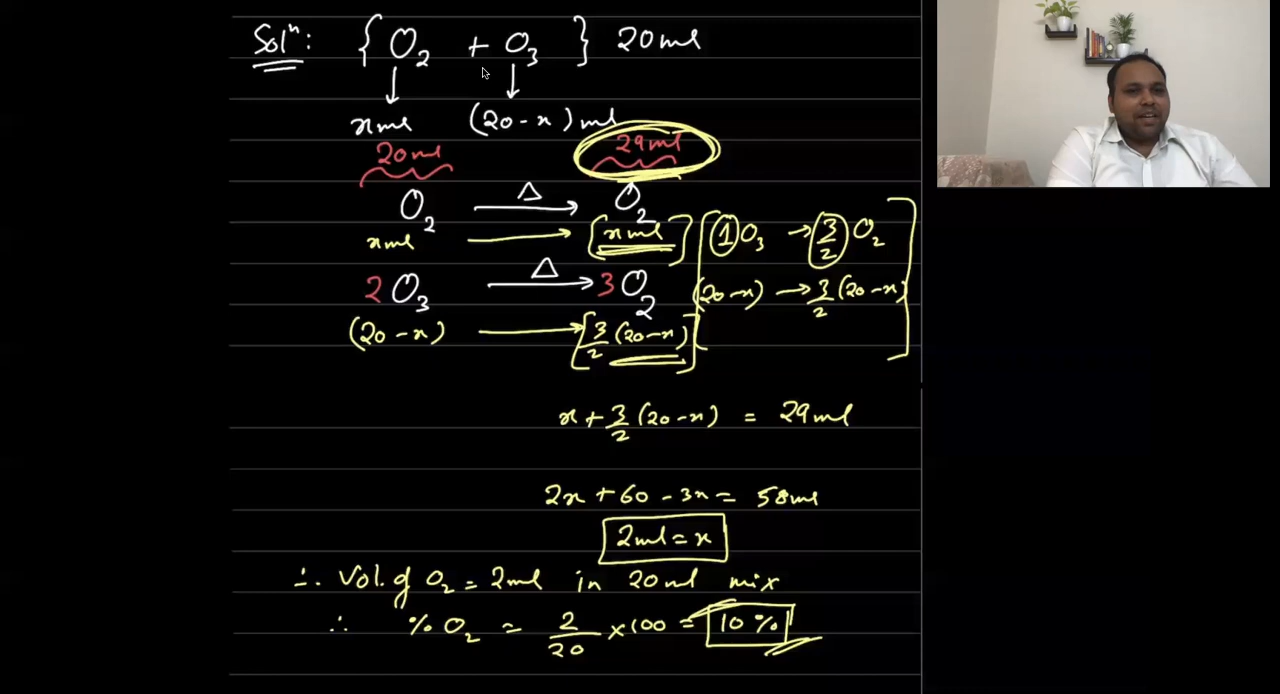 Solⁿ: { O₂ + O₃ } 20ml
xml (20-x)ml
20ml 29ml
O₂ Δ→ O₂
xml → [xml] [1 O₃ → 3/2 O₂
2O₃ Δ→ 3O₂ (20-x) → 3/2 (20-x)]
(20-x) → [3/2 (20-x)]
x + 3/2 (20-x) = 29ml
2x + 60 - 3x = 58ml
2ml = x
∴ Vol. of O₂ = 2ml in 20ml mix
∴ % O₂ = 2/20 × 100 = 10%